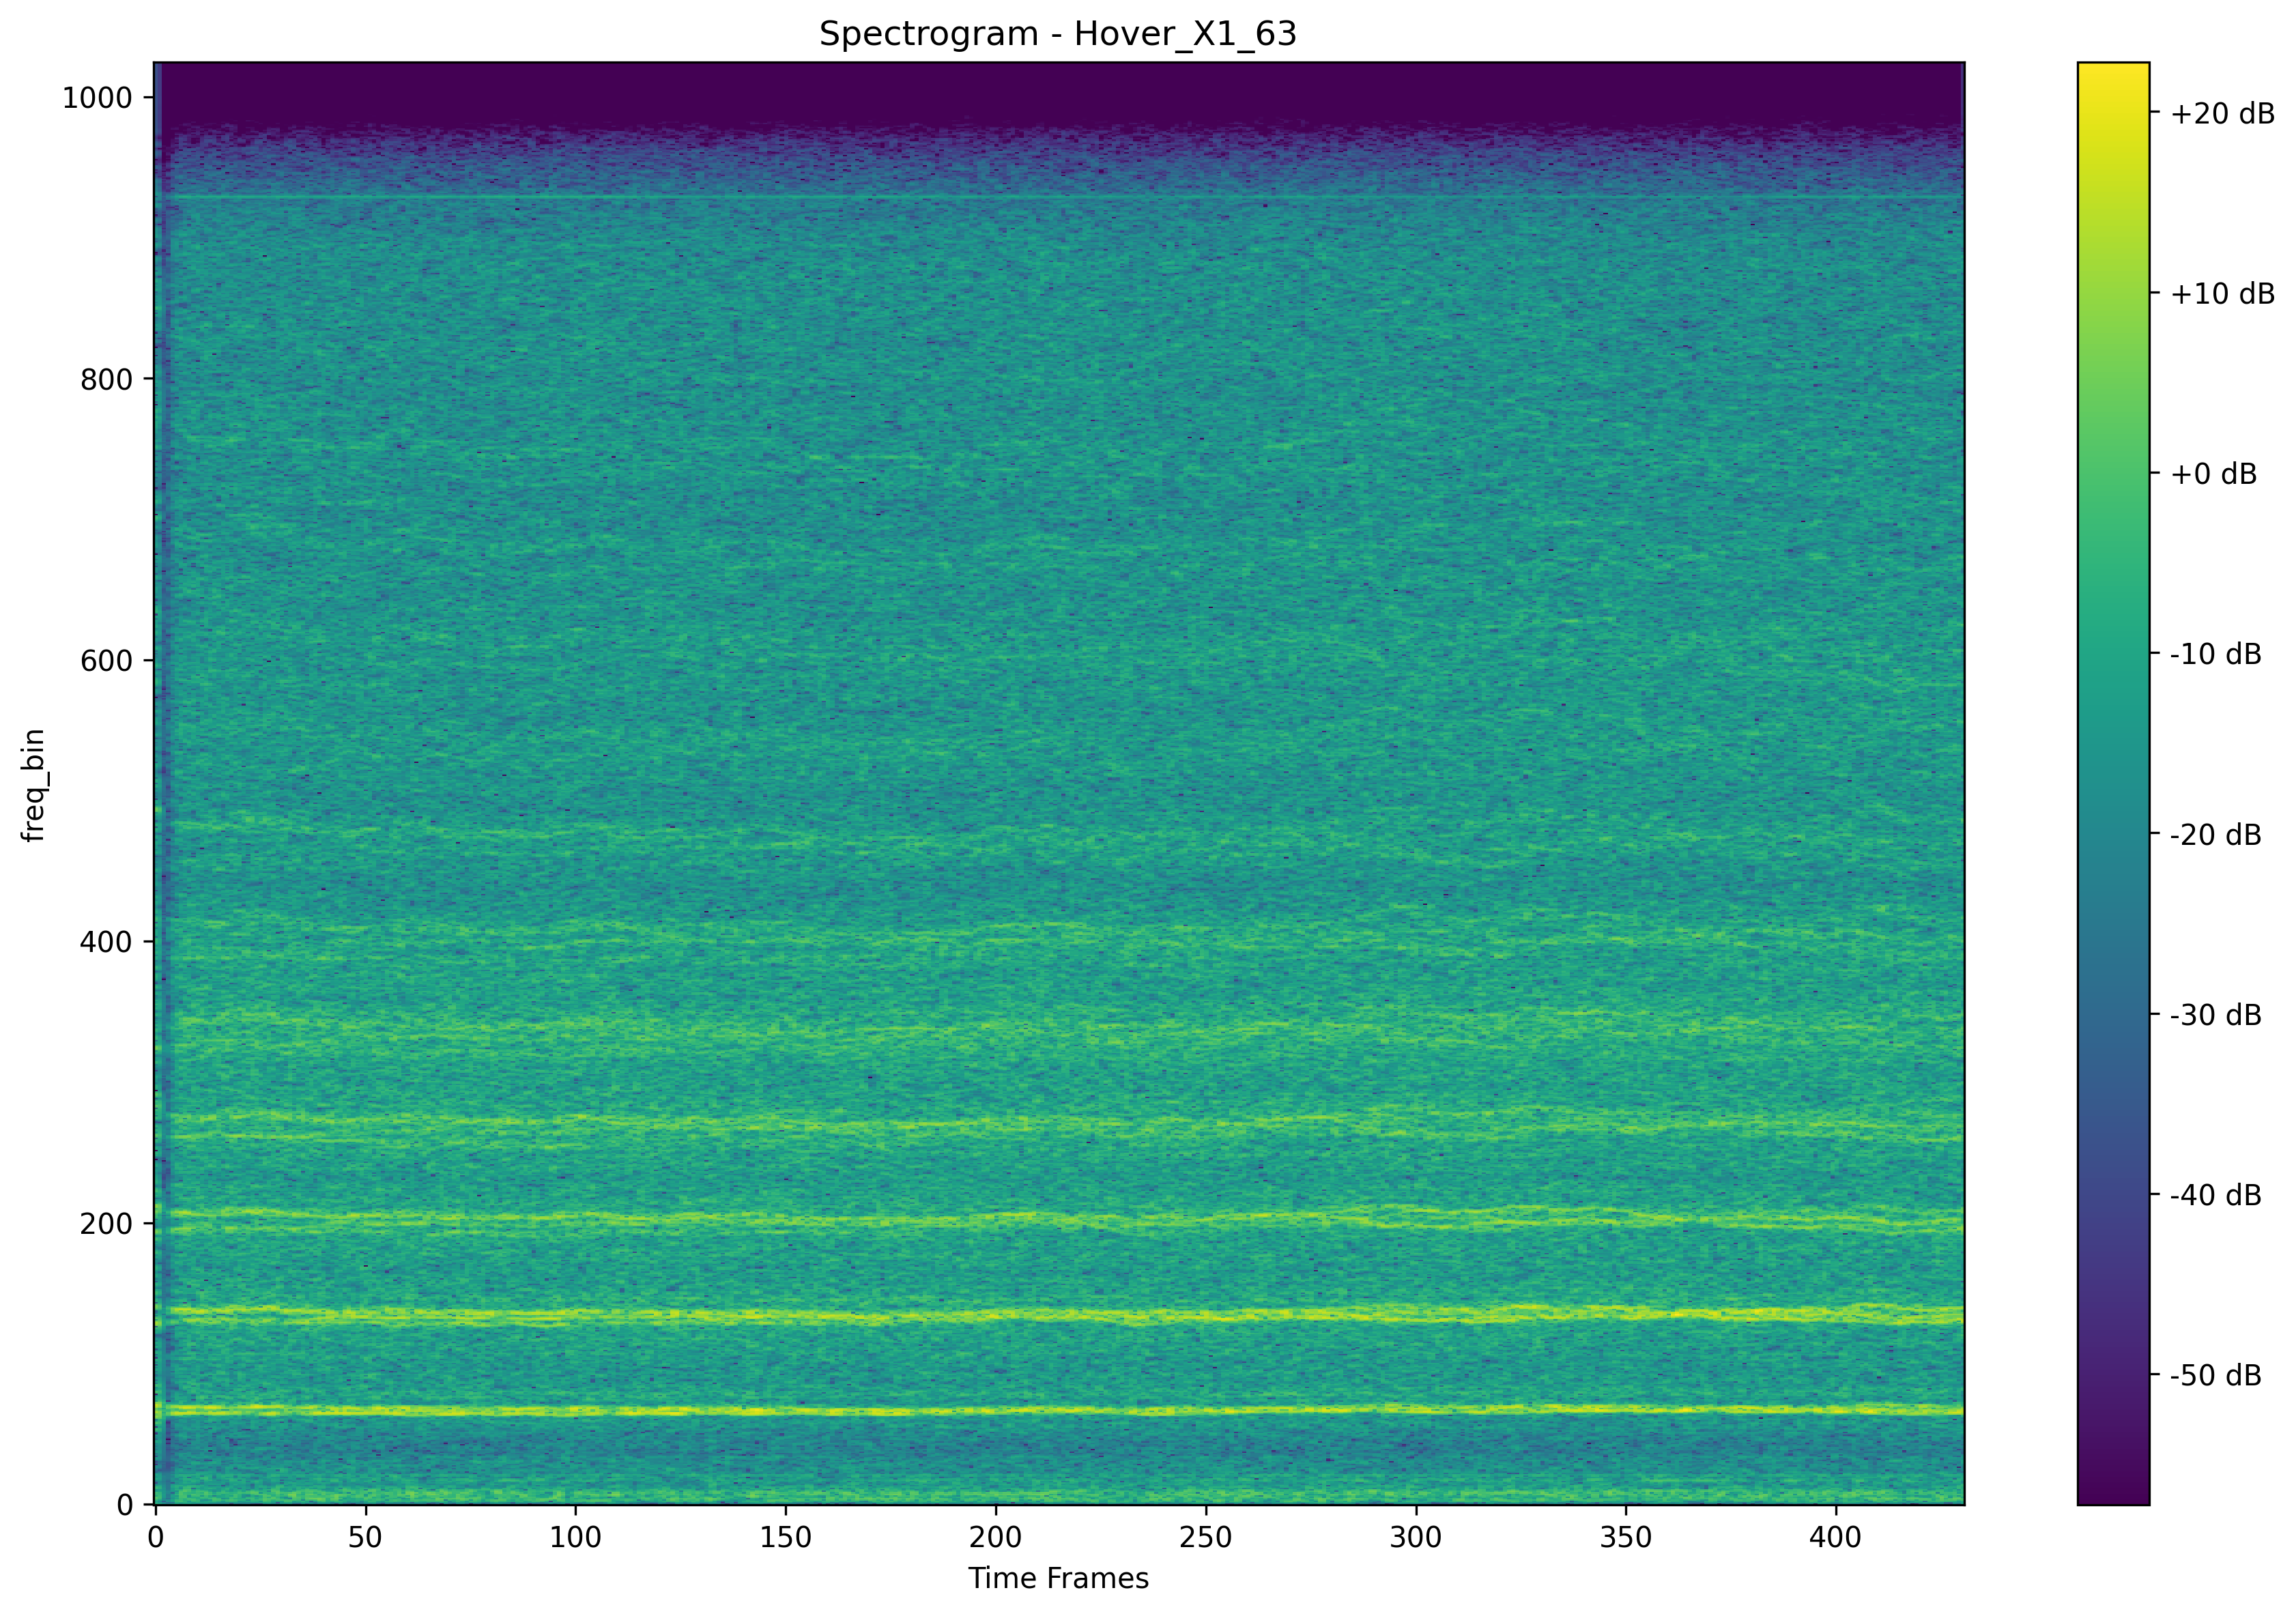 Spectrogram - Hover_X1_63
freq_bin
1000
800
600
400
200
0
0 50 100 150 200 250 300 350 400
Time Frames
+20 dB
+10 dB
+0 dB
-10 dB
-20 dB
-30 dB
-40 dB
-50 dB